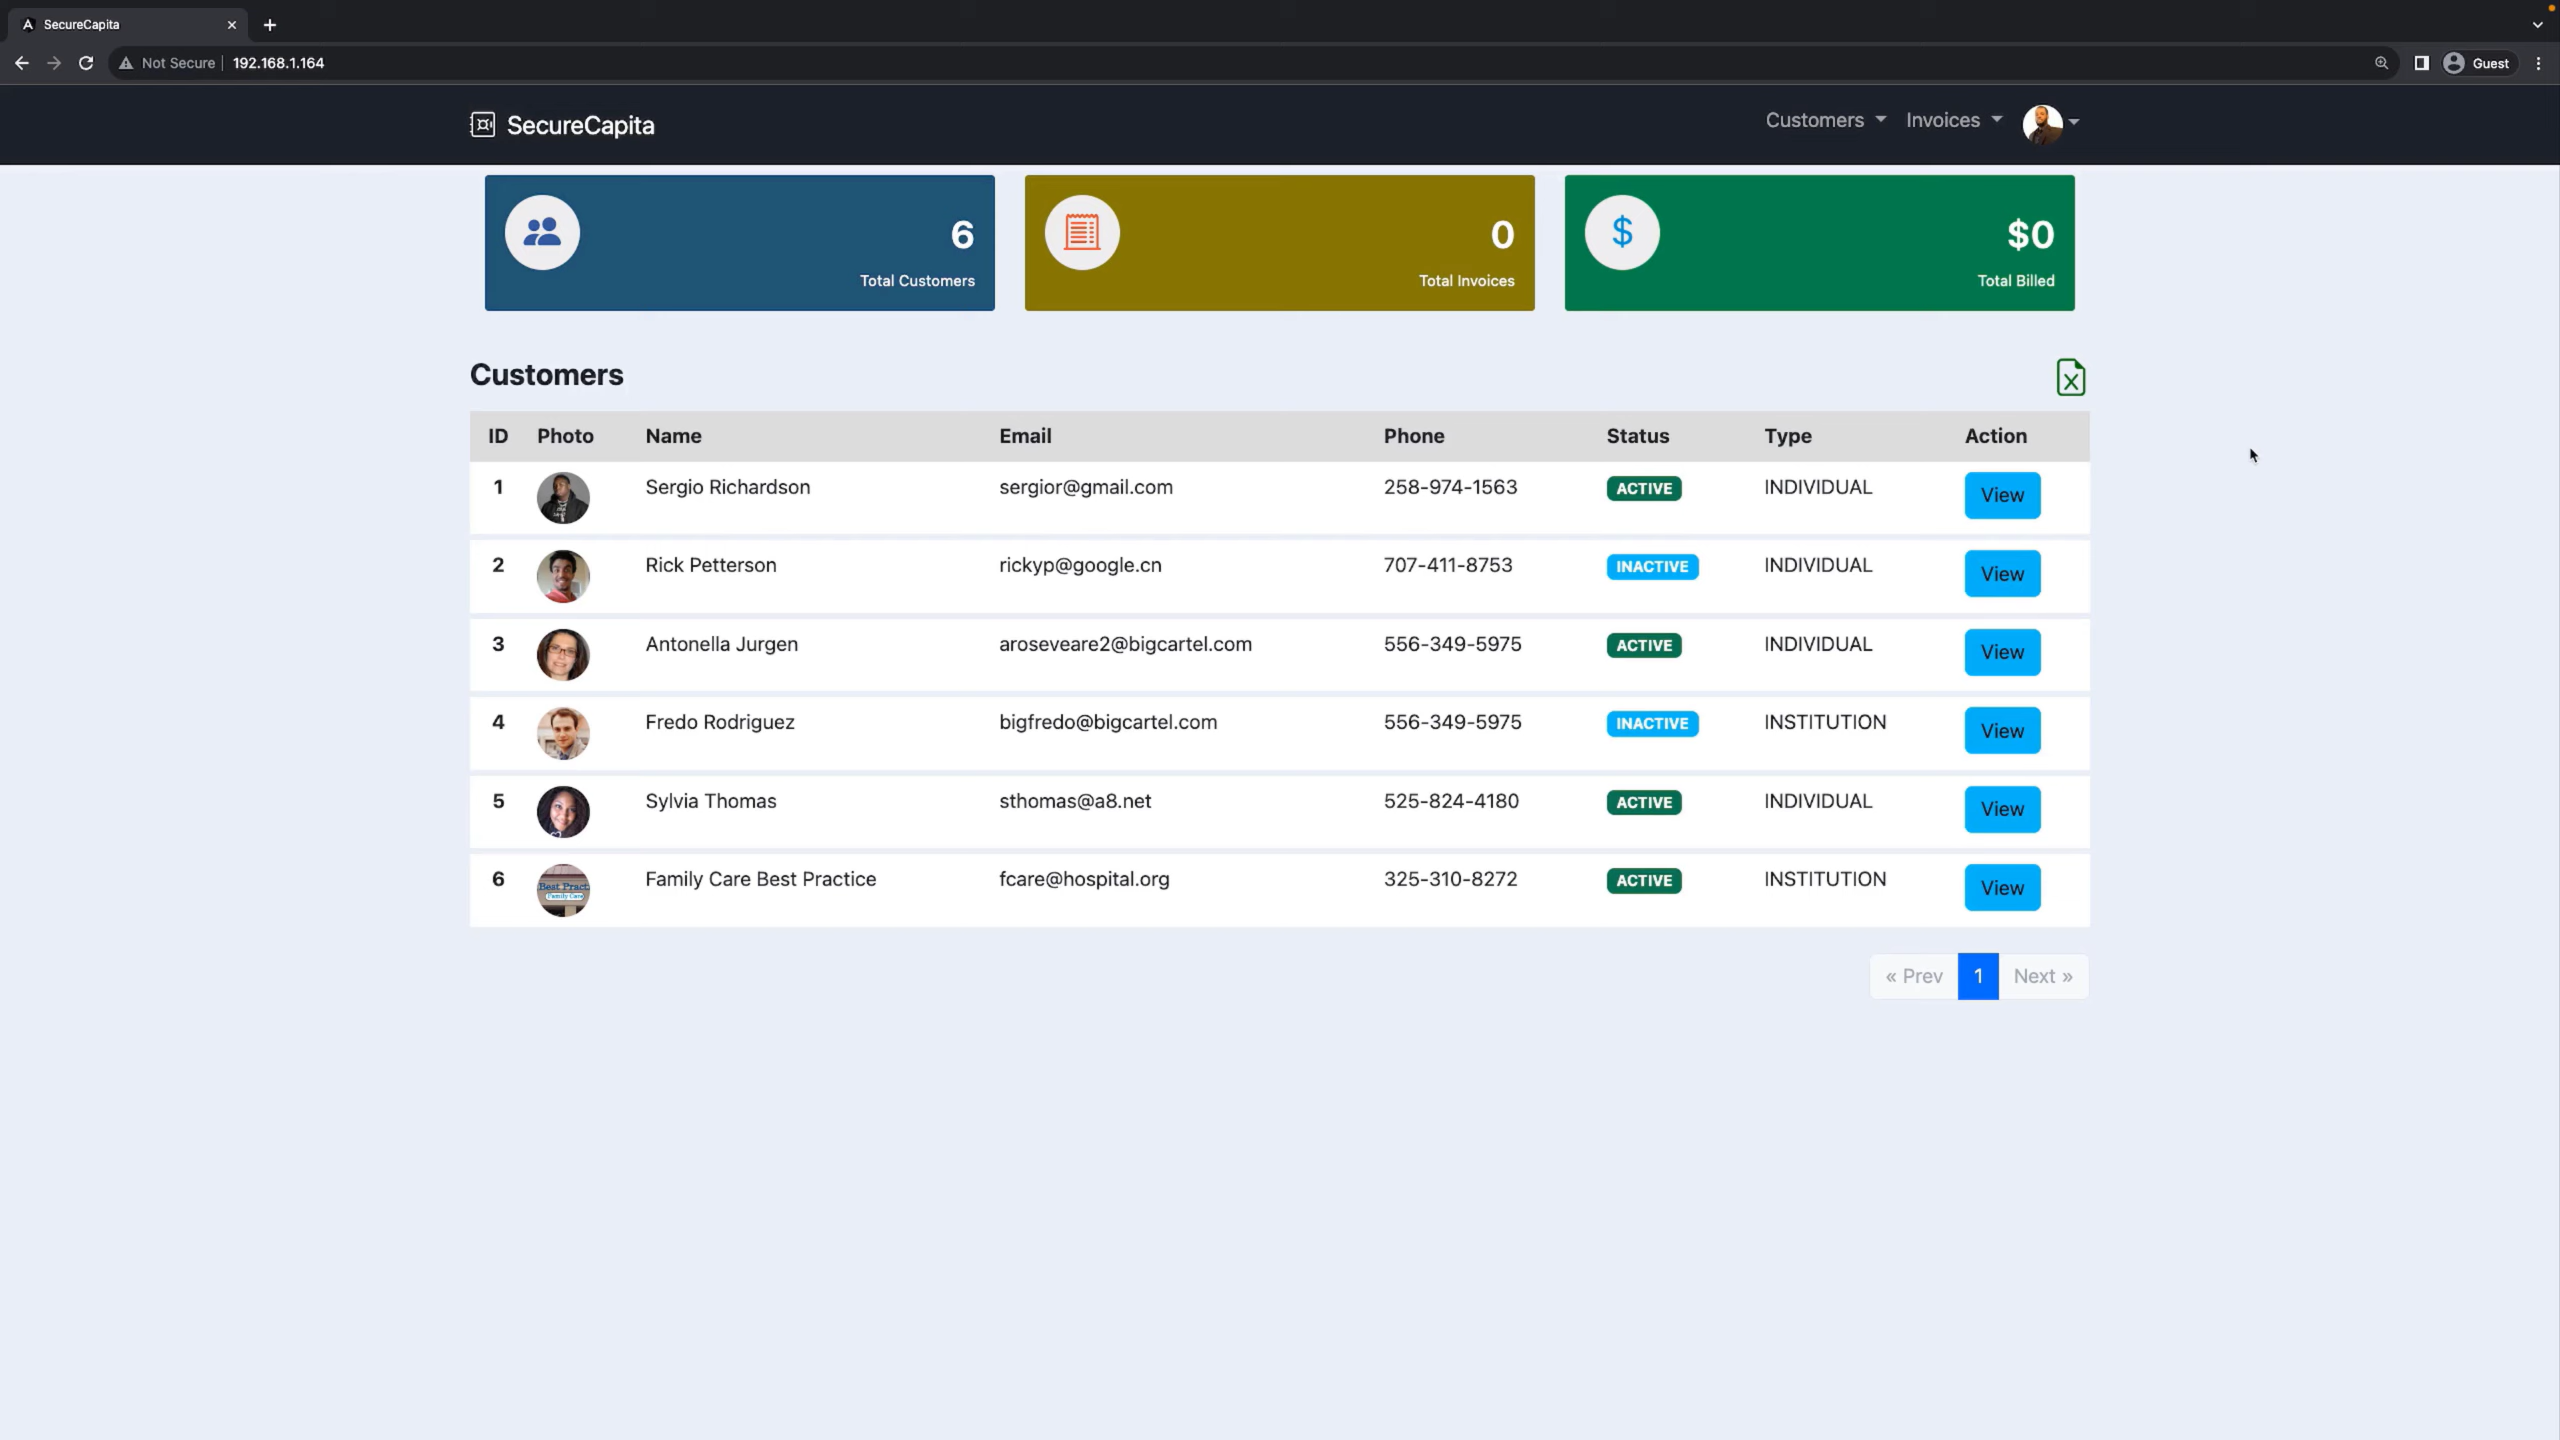 SecureCapita
Not Secure | 192.168.1.164
Guest
SecureCapita
Customers
Invoices
6
Total Customers
0
Total Invoices
$
$0
Total Billed
Customers
X
ID Photo Name Email Phone Status Type Action
1 Sergio Richardson sergior@gmail.com 258-974-1563 ACTIVE INDIVIDUAL View
2 Rick Petterson rickyp@google.cn 707-411-8753 INACTIVE INDIVIDUAL View
3 Antonella Jurgen aroseveare2@bigcartel.com 556-349-5975 ACTIVE INDIVIDUAL View
4 Fredo Rodriguez bigfredo@bigcartel.com 556-349-5975 INACTIVE INSTITUTION View
5 Sylvia Thomas sthomas@a8.net 525-824-4180 ACTIVE INDIVIDUAL View
6 Family Care Best Practice fcare@hospital.org 325-310-8272 ACTIVE INSTITUTION View
Best Pract
Family Care
« Prev 1 Next »